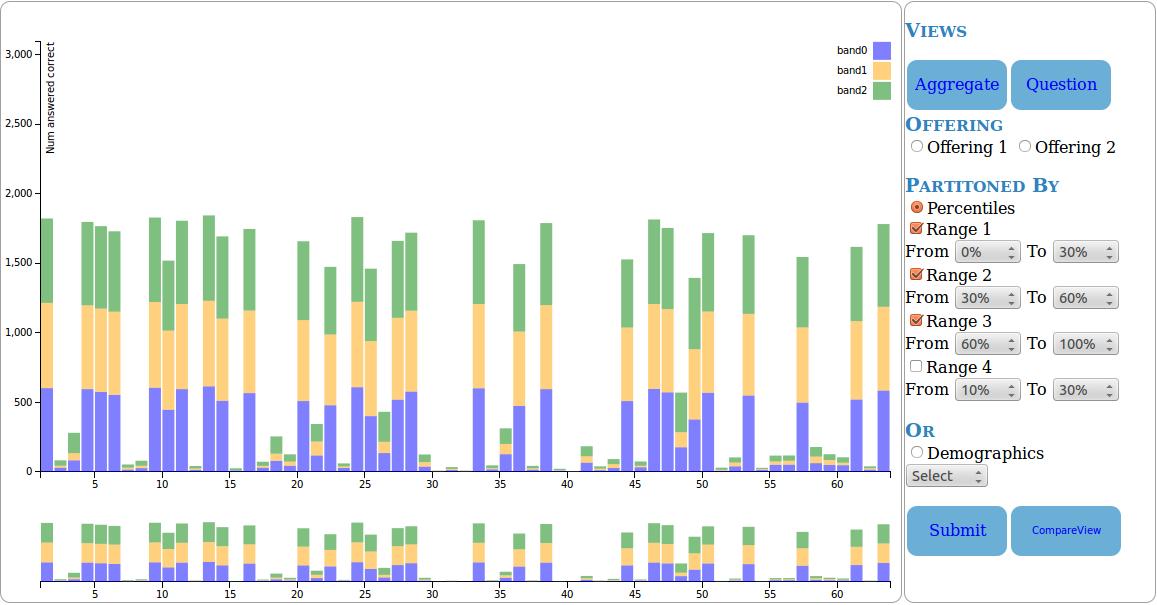 Num answered correct
3,000
2,500
2,000
1,500
1,000
500
0
band0
band1
band2
5 10 15 20 25 30 35 40 45 50 55 60
5 10 15 20 25 30 35 40 45 50 55 60
VIEWS
Aggregate Question
OFFERING
Offering 1 Offering 2
PARTITONED BY
Percentiles
Range 1
From 0% To 30%
Range 2
From 30% To 60%
Range 3
From 60% To 100%
Range 4
From 10% To 30%
OR
Demographics
Select
Submit CompareView